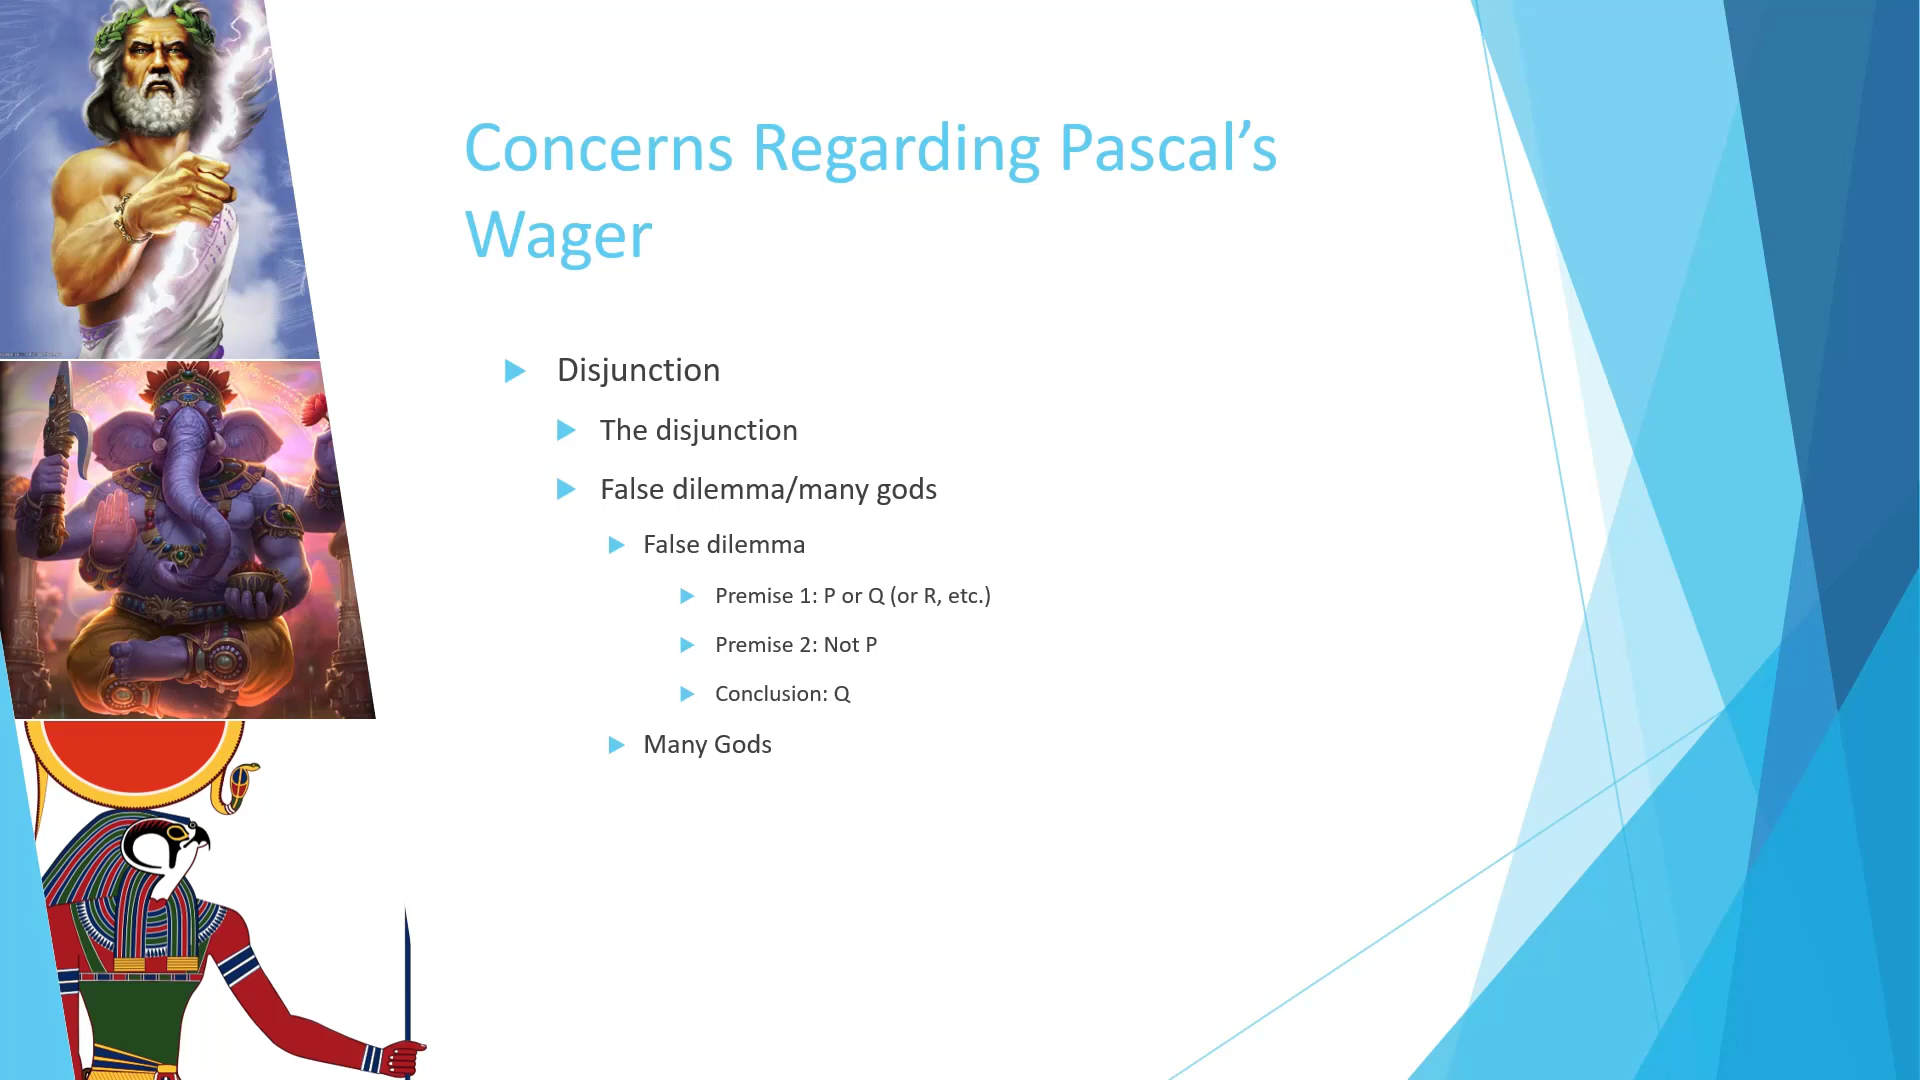 Concerns Regarding Pascal’s
Wager
Disjunction
The disjunction
False dilemma/many gods
False dilemma
Premise 1: P or Q (or R, etc.)
Premise 2: Not P
Conclusion: Q
Many Gods